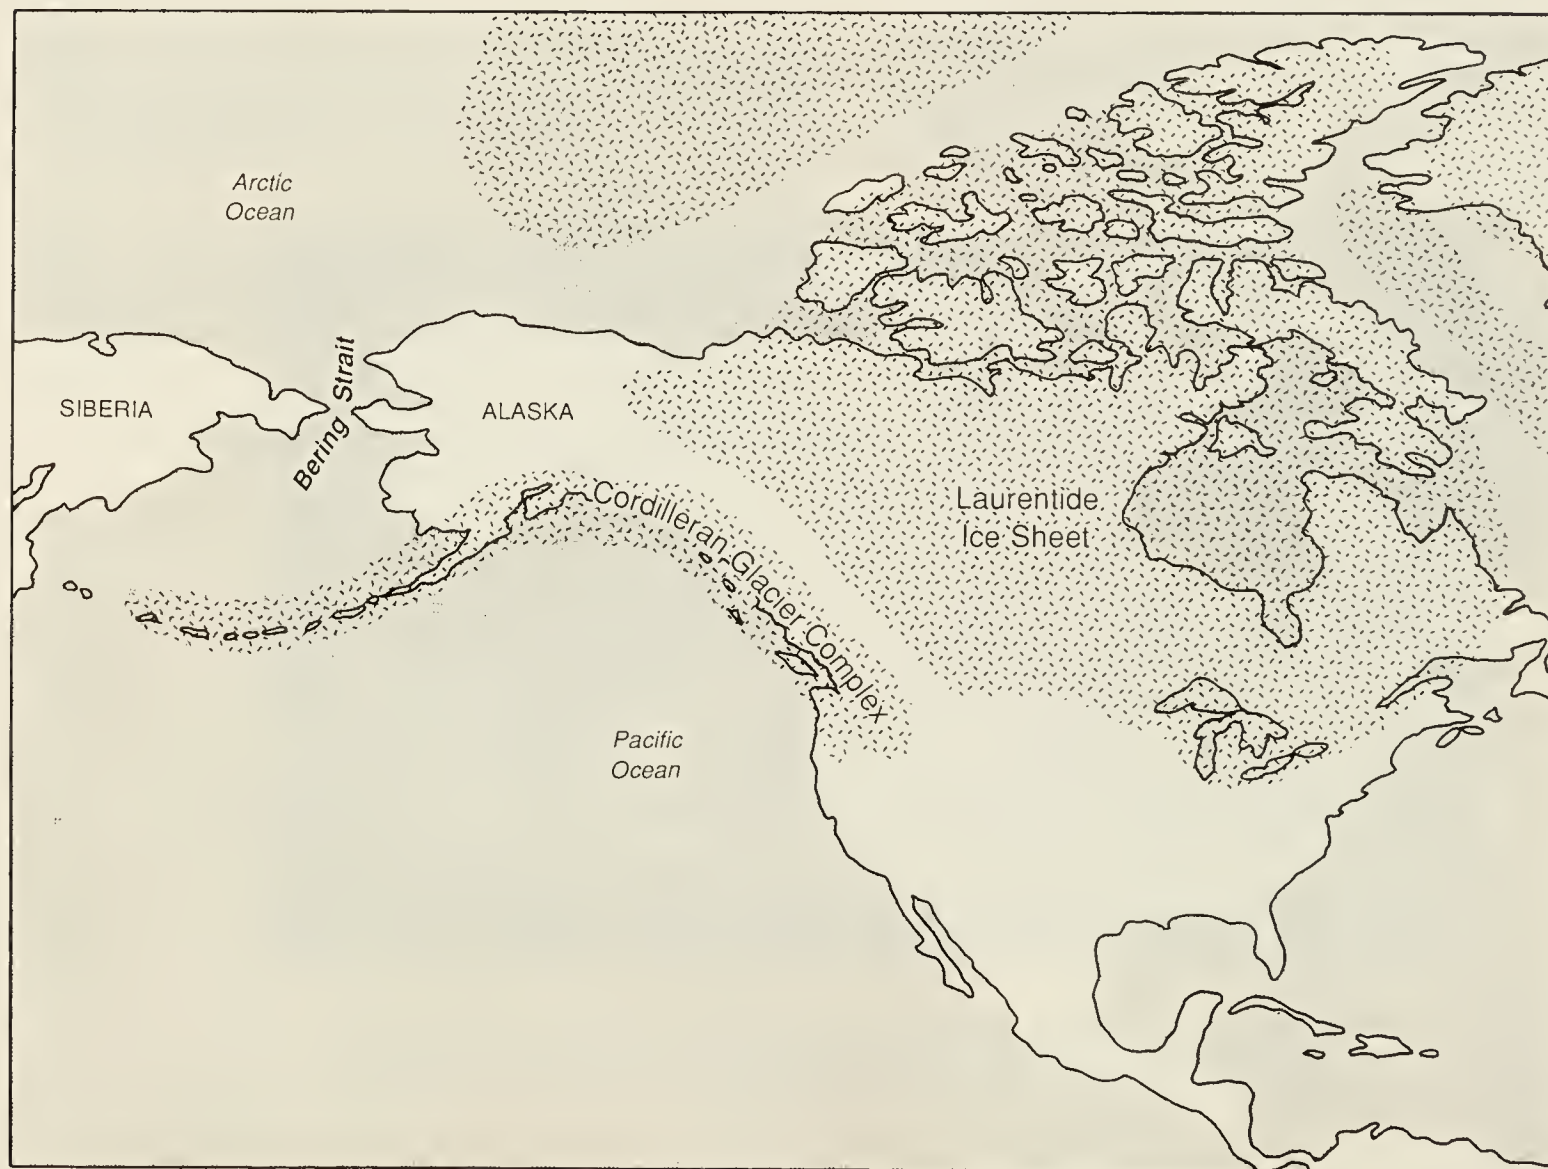 Arctic
Ocean
SIBERIA
Bering Strait
ALASKA
Cordilleran Glacier Complex
Laurentide
Ice Sheet
Pacific
Ocean